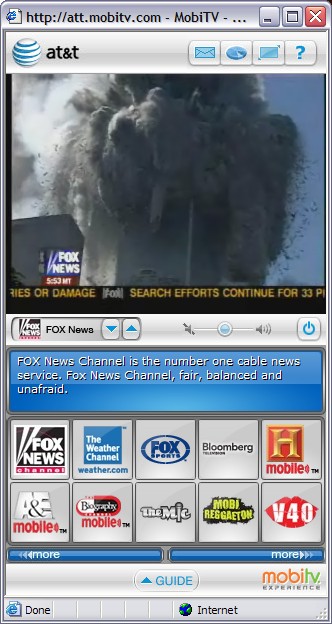 http://att.mobitv.com - MobiTV - ...
at&t
?
FOX
NEWS
5:53 MT
RIES OR DAMAGE FOX SEARCH EFFORTS CONTINUE FOR 33 P
FOX NEWS FOX News
FOX News Channel is the number one cable news
service. Fox News Channel, fair, balanced and
unafraid.
FOX
NEWS
channel
The
Weather
Channel
weather.com
FOX
SPORTS
Bloomberg
TELEVISION
H
mobile
A&E
mobile
The Biography
Channel
mobile
THE MIC
MOBI
REGGAETON
V40
more
more
GUIDE
mobitv
EXPERIENCE
Done
Internet